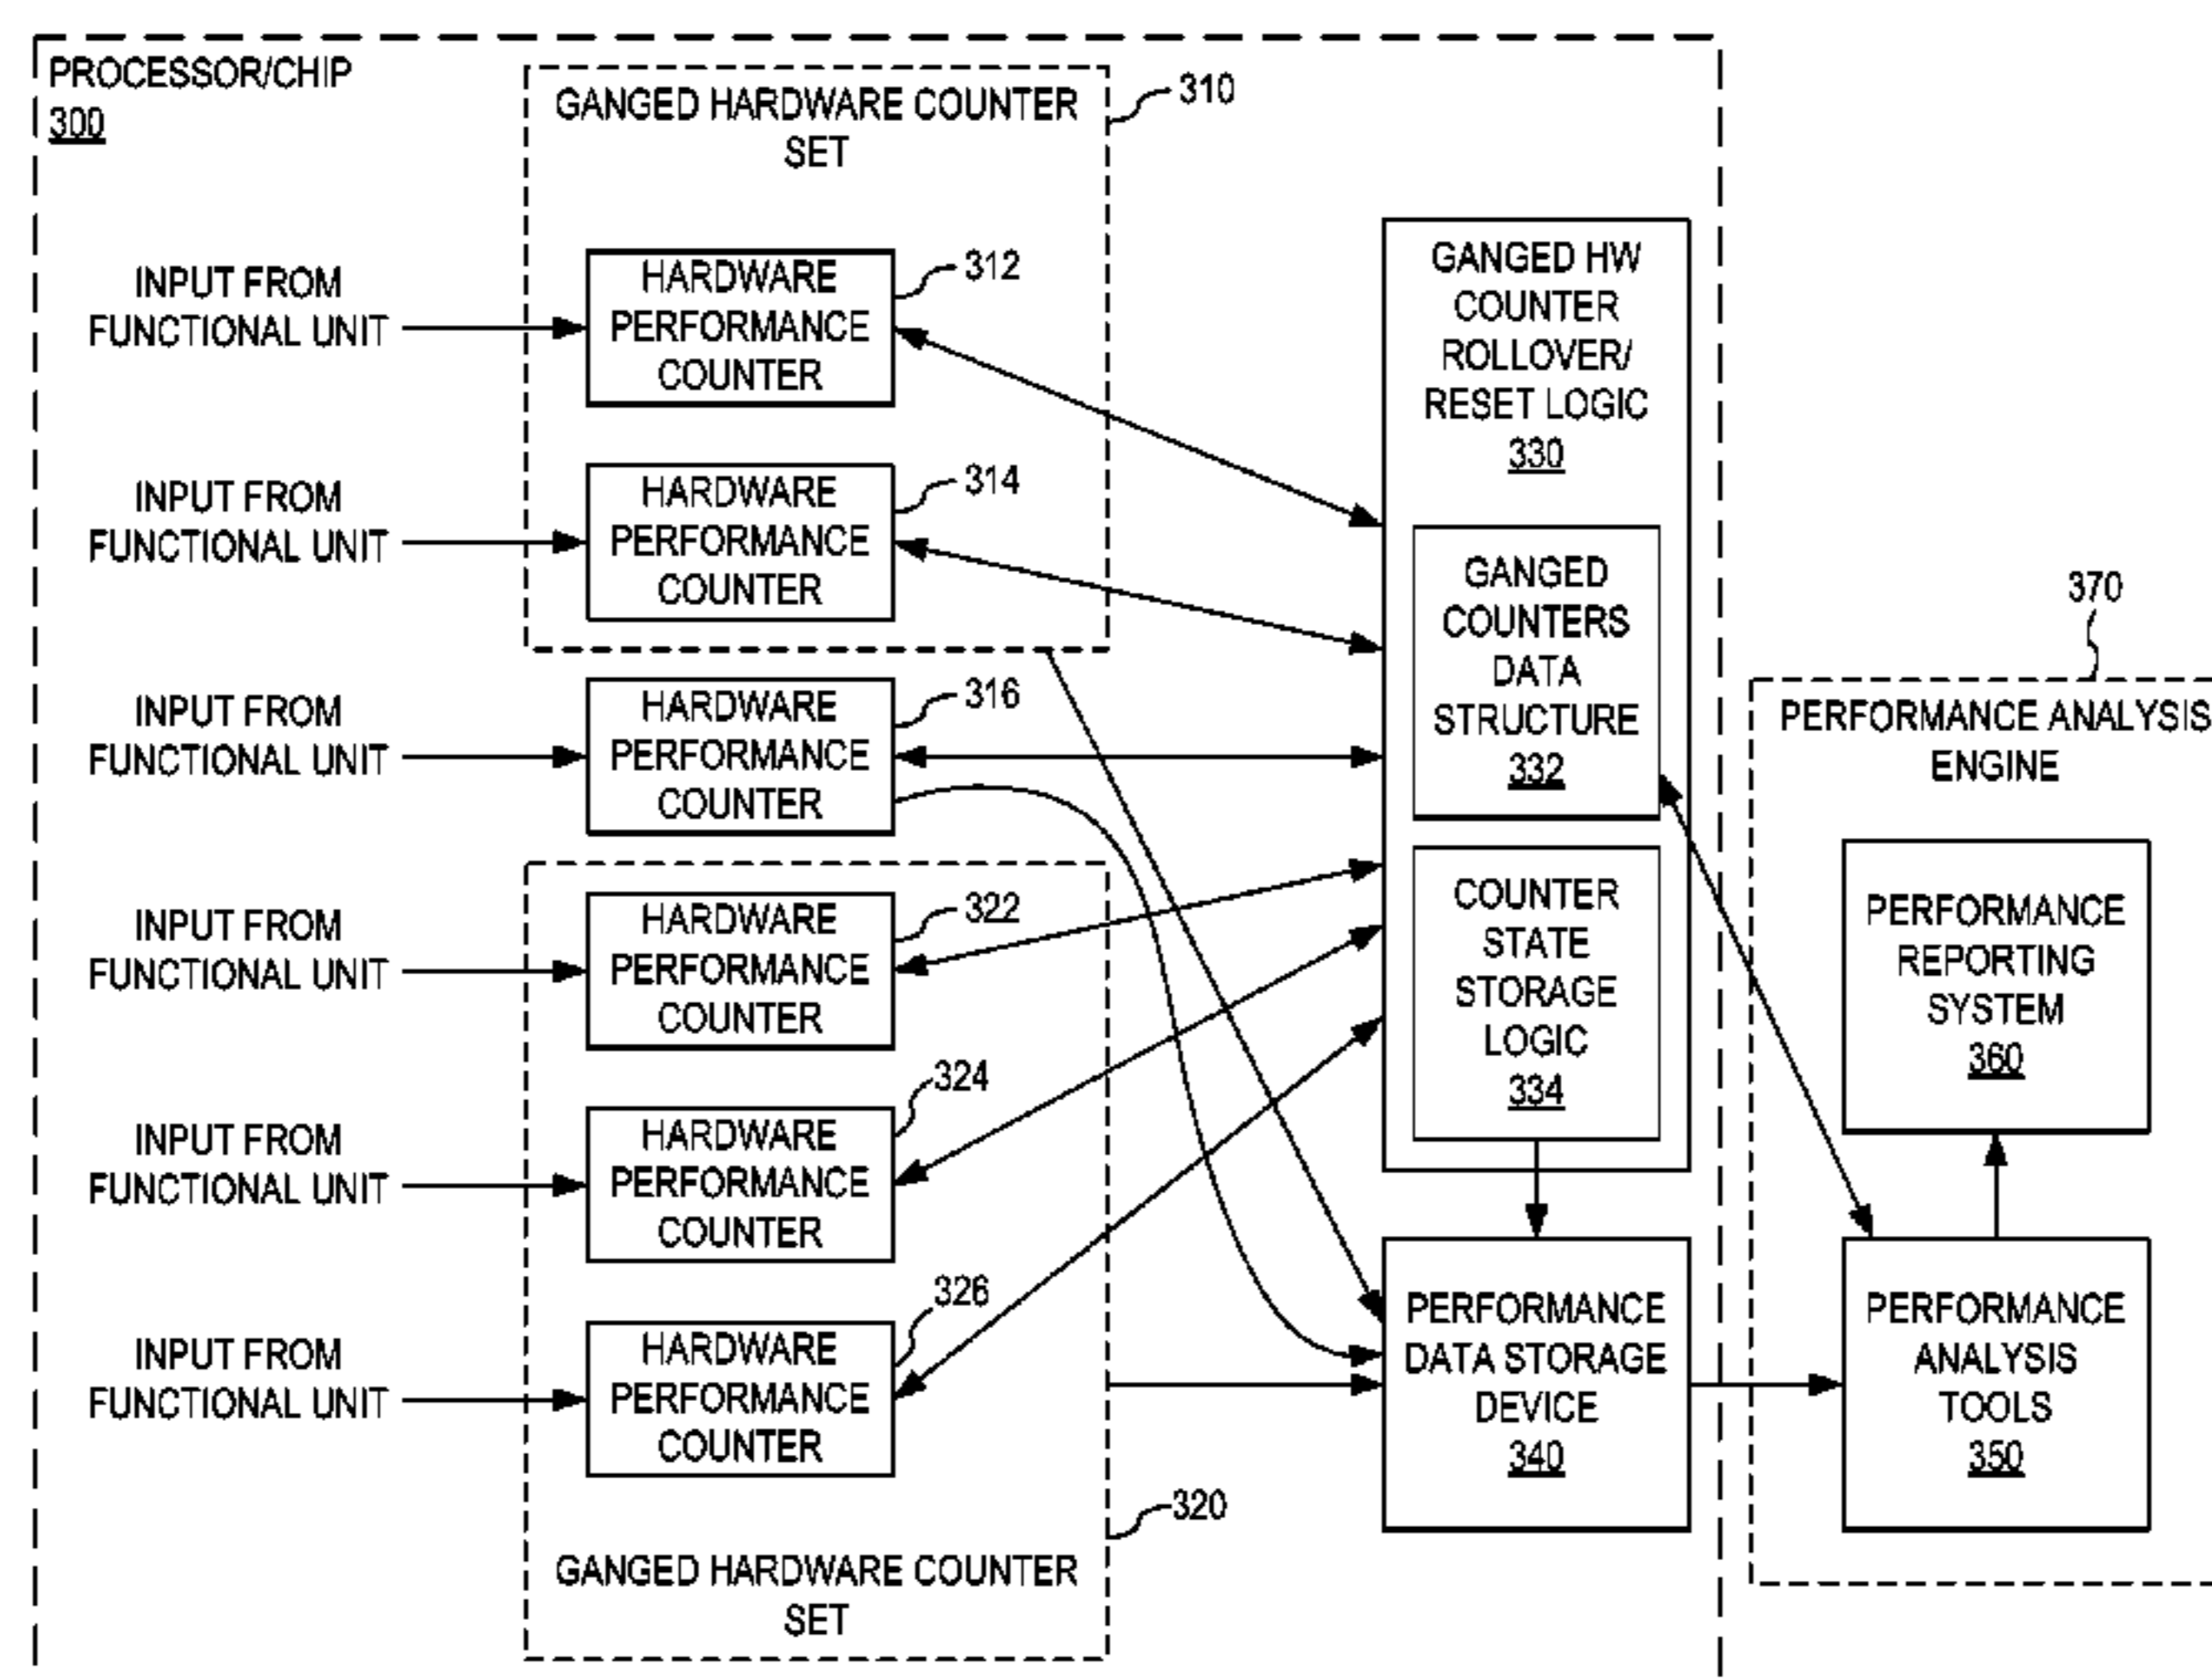 PROCESSOR/CHIP
300
GANGED HARDWARE COUNTER
SET
310
INPUT FROM
FUNCTIONAL UNIT
HARDWARE
PERFORMANCE
COUNTER
312
INPUT FROM
FUNCTIONAL UNIT
HARDWARE
PERFORMANCE
COUNTER
314
INPUT FROM
FUNCTIONAL UNIT
HARDWARE
PERFORMANCE
COUNTER
316
INPUT FROM
FUNCTIONAL UNIT
HARDWARE
PERFORMANCE
COUNTER
322
INPUT FROM
FUNCTIONAL UNIT
HARDWARE
PERFORMANCE
COUNTER
324
INPUT FROM
FUNCTIONAL UNIT
HARDWARE
PERFORMANCE
COUNTER
326
320
GANGED HARDWARE COUNTER
SET
GANGED HW
COUNTER
ROLLOVER/
RESET LOGIC
330
GANGED
COUNTERS
DATA
STRUCTURE
332
COUNTER
STATE
STORAGE
LOGIC
334
PERFORMANCE
DATA STORAGE
DEVICE
340
370
PERFORMANCE ANALYSIS
ENGINE
PERFORMANCE
REPORTING
SYSTEM
360
PERFORMANCE
ANALYSIS
TOOLS
350